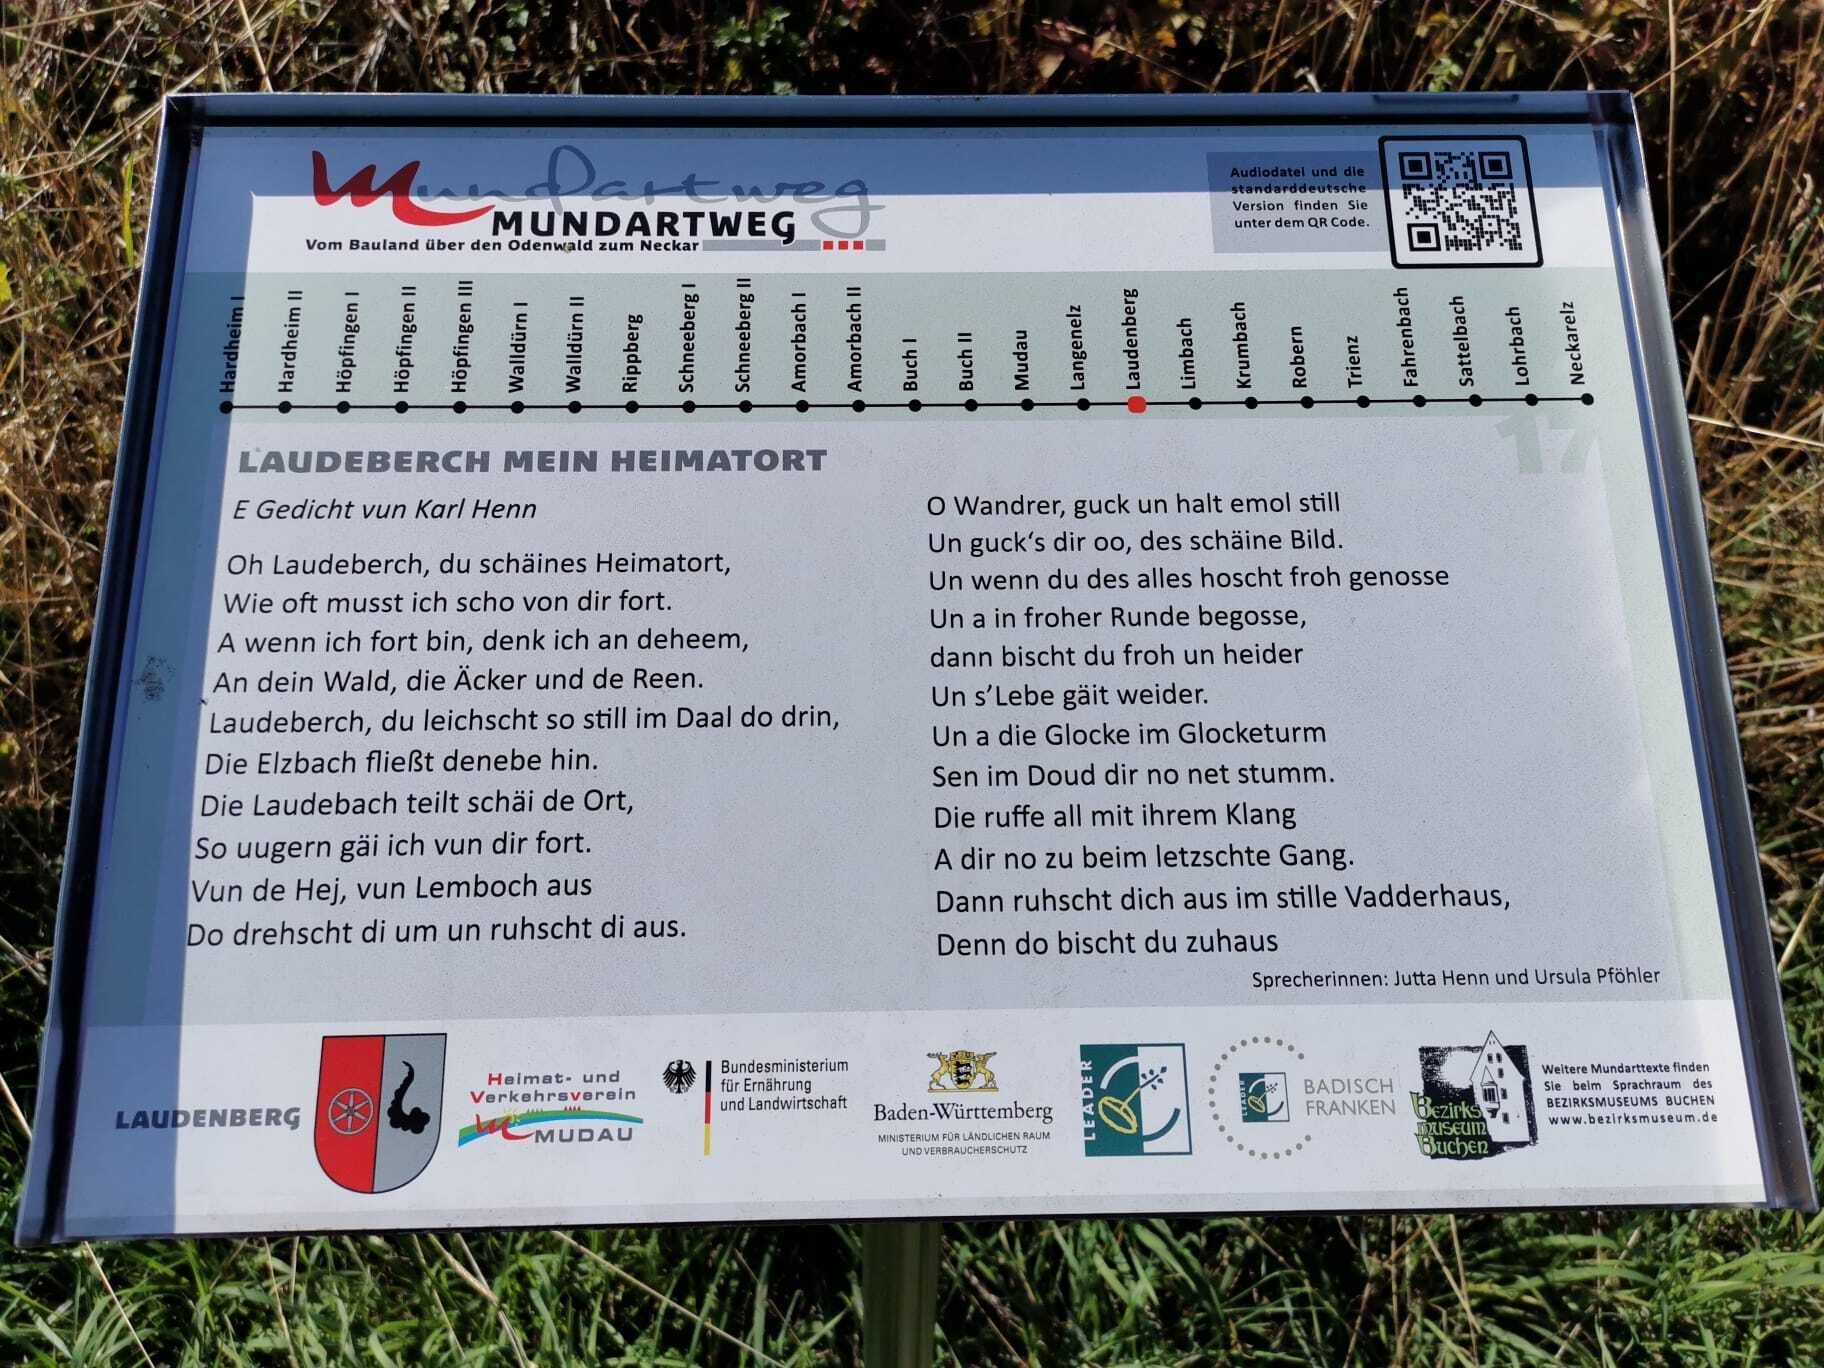 Mundartweg
MUNDARTWEG
Vom Bauland über den Odenwald zum Neckar
Audiodatei und die
standarddeutsche
Version finden Sie
unter dem QR Code.
Hardheim I
Hardheim II
Höpfingen I
Höpfingen II
Höpfingen III
Walldürn I
Walldürn II
Rippberg
Schneeberg I
Schneeberg II
Amorbach I
Amorbach II
Buch I
Buch II
Mudau
Langenelz
Laudenberg
Limbach
Krumbach
Robern
Trienz
Fahrenbach
Sattelbach
Lohrbach
Neckarelz
17
LAUDEBERCH MEIN HEIMATORT
E Gedicht vun Karl Henn
Oh Laudeberch, du schäines Heimatort,
Wie oft musst ich scho von dir fort.
A wenn ich fort bin, denk ich an deheem,
An dein Wald, die Äcker und de Reen.
Laudeberch, du leichscht so still im Daal do drin,
Die Elzbach fließt denebe hin.
Die Laudebach teilt schäi de Ort,
So uugern gäi ich vun dir fort.
Vun de Hej, vun Lemboch aus
Do drehscht di um un ruhscht di aus.
O Wandrer, guck un halt emol still
Un guck‘s dir oo, des schäine Bild.
Un wenn du des alles hoscht froh genosse
Un a in froher Runde begosse,
dann bischt du froh un heider
Un s’Lebe gäit weider.
Un a die Glocke im Glocketurm
Sen im Doud dir no net stumm.
Die ruffe all mit ihrem Klang
A dir no zu beim letzschte Gang.
Dann ruhscht dich aus im stille Vadderhaus,
Denn do bischt du zuhaus
Sprecherinnen: Jutta Henn und Ursula Pföhler
LAUDENBERG
Heimat- und
Verkehrsverein
MUDAU
Bundesministerium
für Ernährung
und Landwirtschaft
Baden-Württemberg
MINISTERIUM FÜR LÄNDLICHEN RAUM
UND VERBRAUCHERSCHUTZ
LEADER
LEADER
BADISCH
FRANKEN
Bezirks
museum
Buchen
Weitere Mundarttexte finden
Sie beim Sprachraum des
BEZIRKSMUSEUMS BUCHEN
www.bezirksmuseum.de